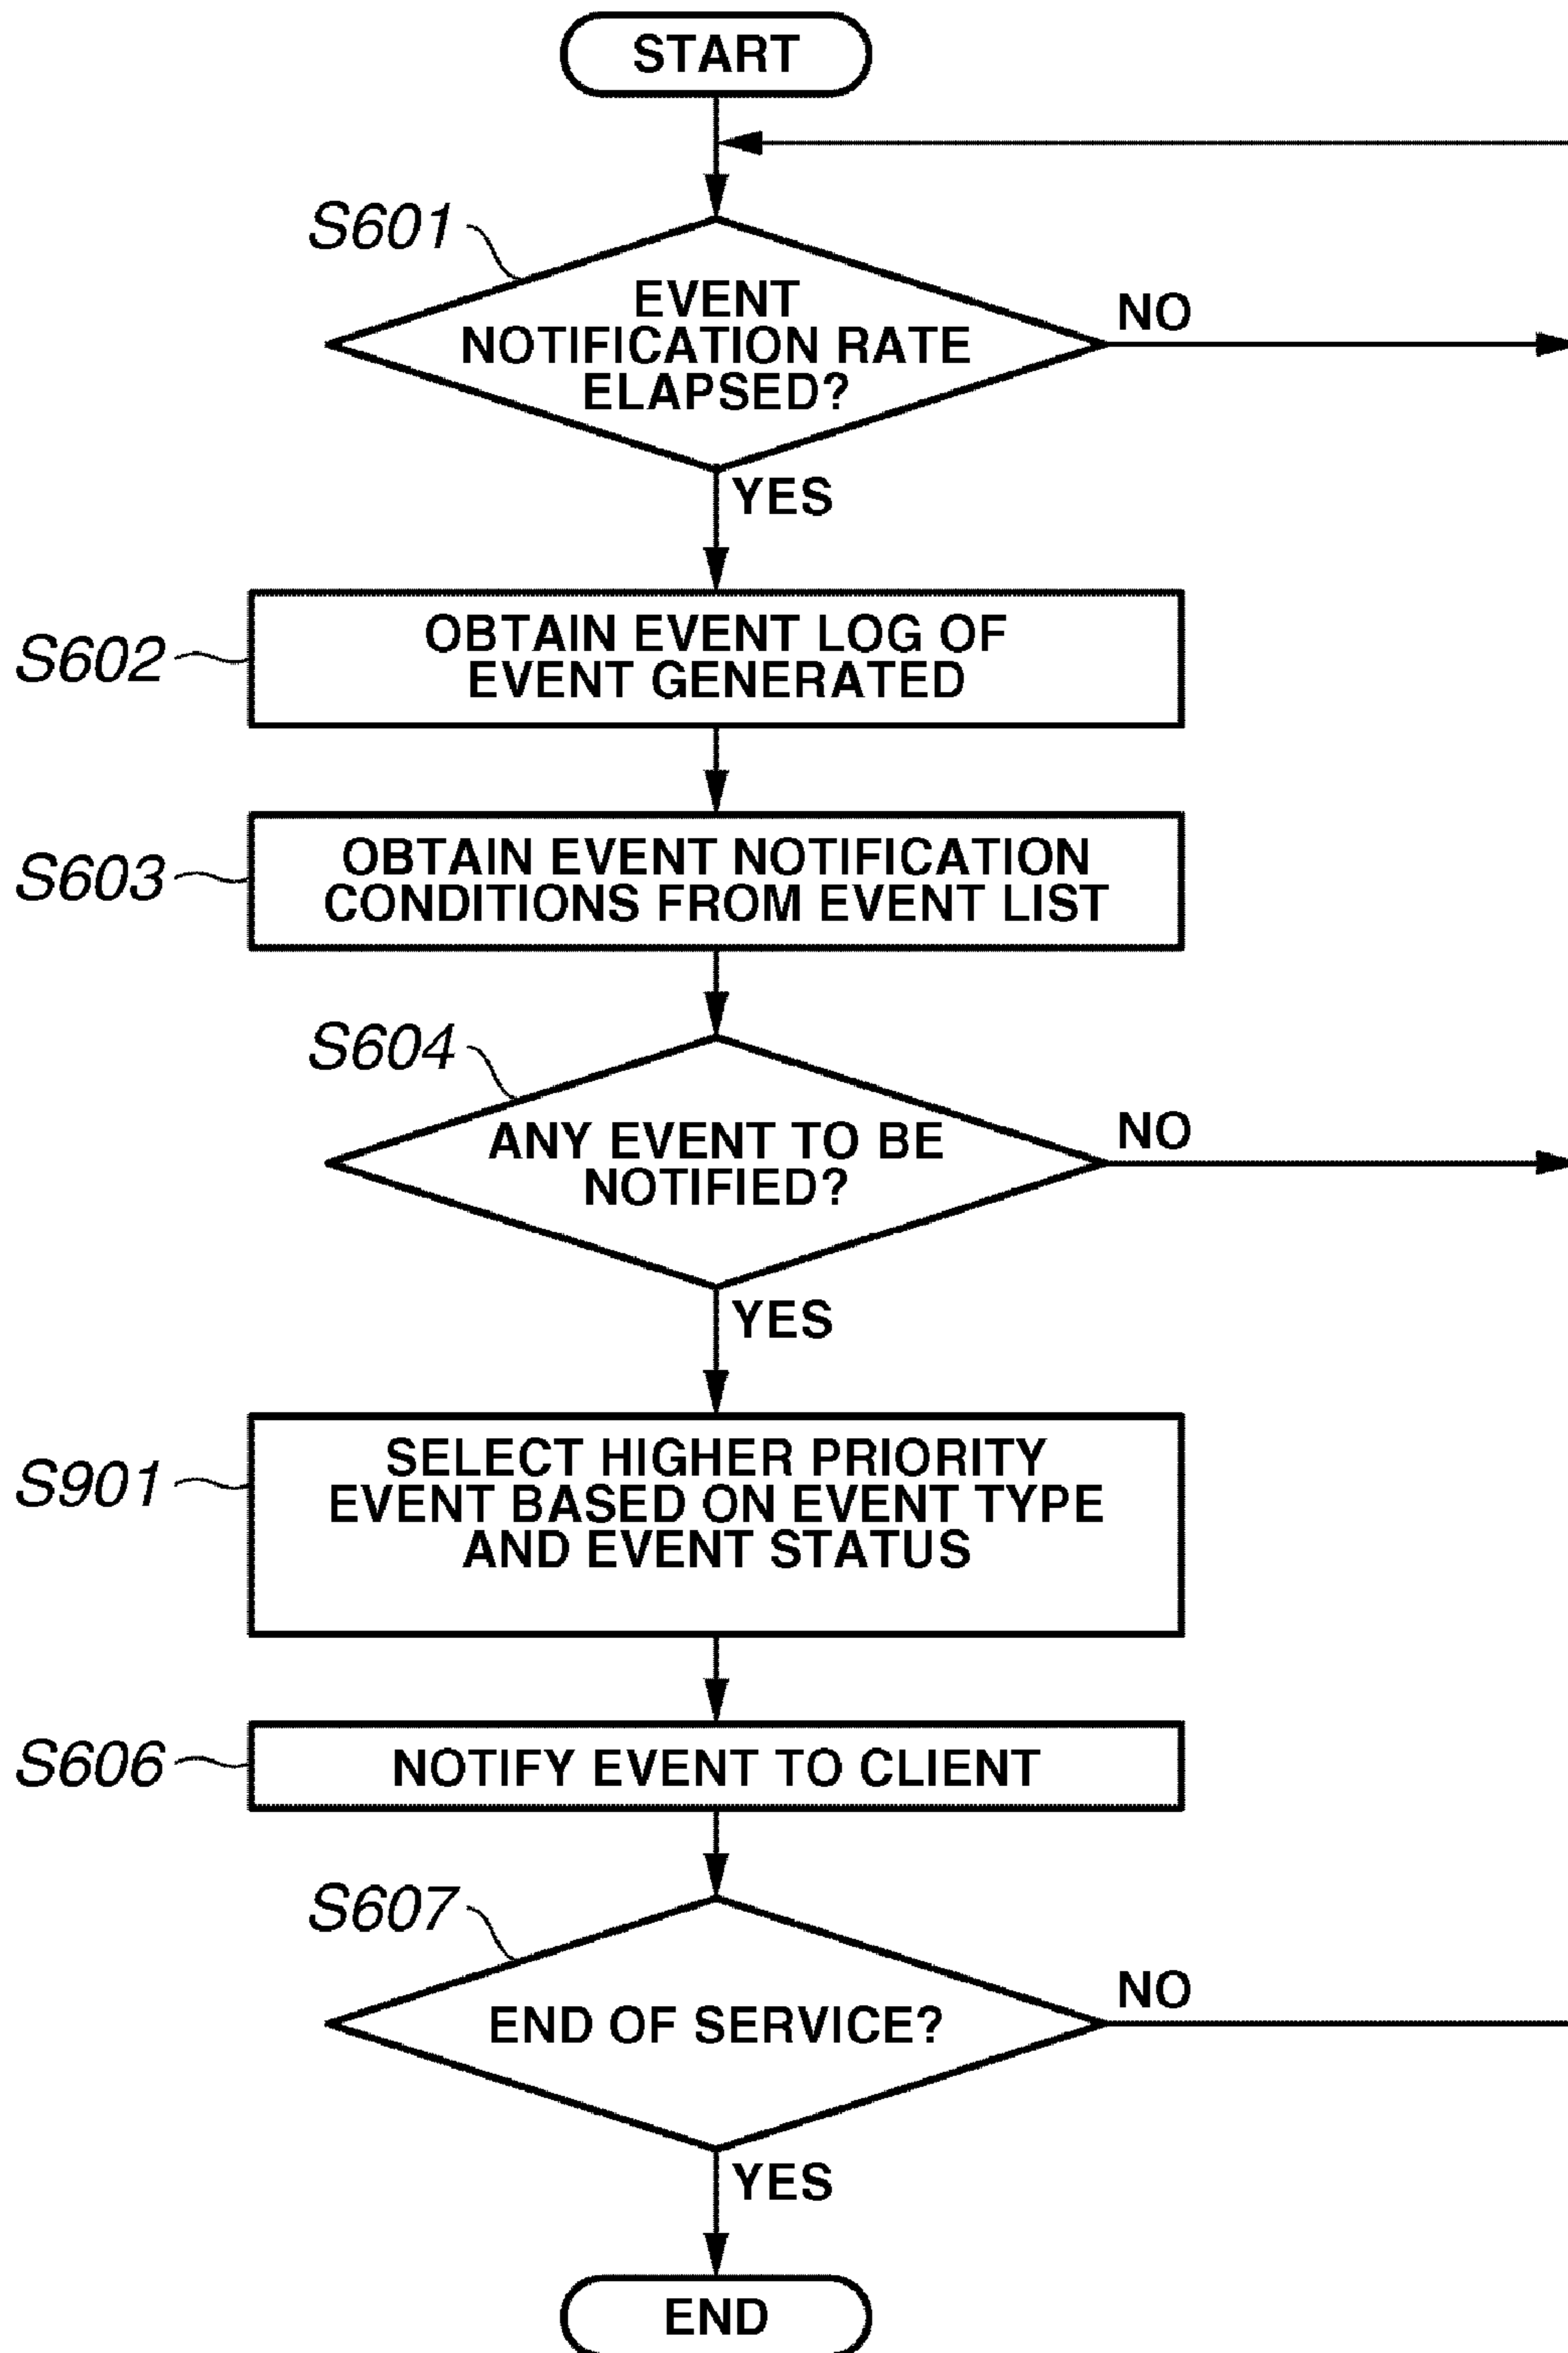 START
S601
EVENT
NOTIFICATION RATE
ELAPSED?
NO
YES
S602
OBTAIN EVENT LOG OF
EVENT GENERATED
S603
OBTAIN EVENT NOTIFICATION
CONDITIONS FROM EVENT LIST
S604
ANY EVENT TO BE
NOTIFIED?
NO
YES
S901
SELECT HIGHER PRIORITY
EVENT BASED ON EVENT TYPE
AND EVENT STATUS
S606
NOTIFY EVENT TO CLIENT
S607
END OF SERVICE?
NO
YES
END